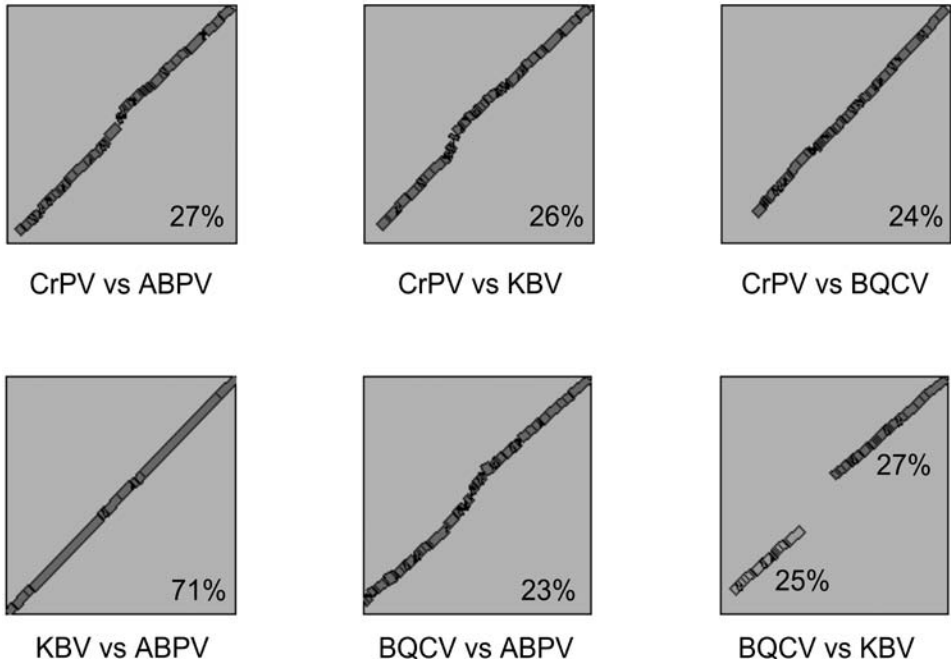 27%
26%
24%
CrPV vs ABPV
CrPV vs KBV
CrPV vs BQCV
27%
71%
23%
25%
KBV vs ABPV
BQCV vs ABPV
BQCV vs KBV